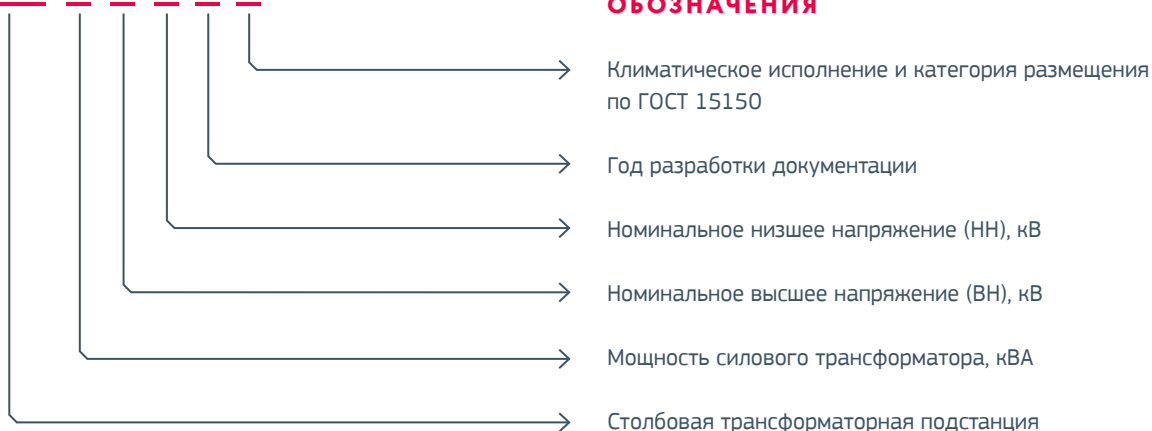 ОБОЗНАЧЕНИЯ
Климатическое исполнение и категория размещения
по ГОСТ 15150
Год разработки документации
Номинальное низшее напряжение (НН), кВ
Номинальное высшее напряжение (ВН), кВ
Мощность силового трансформатора, кВА
Столбовая трансформаторная подстанция